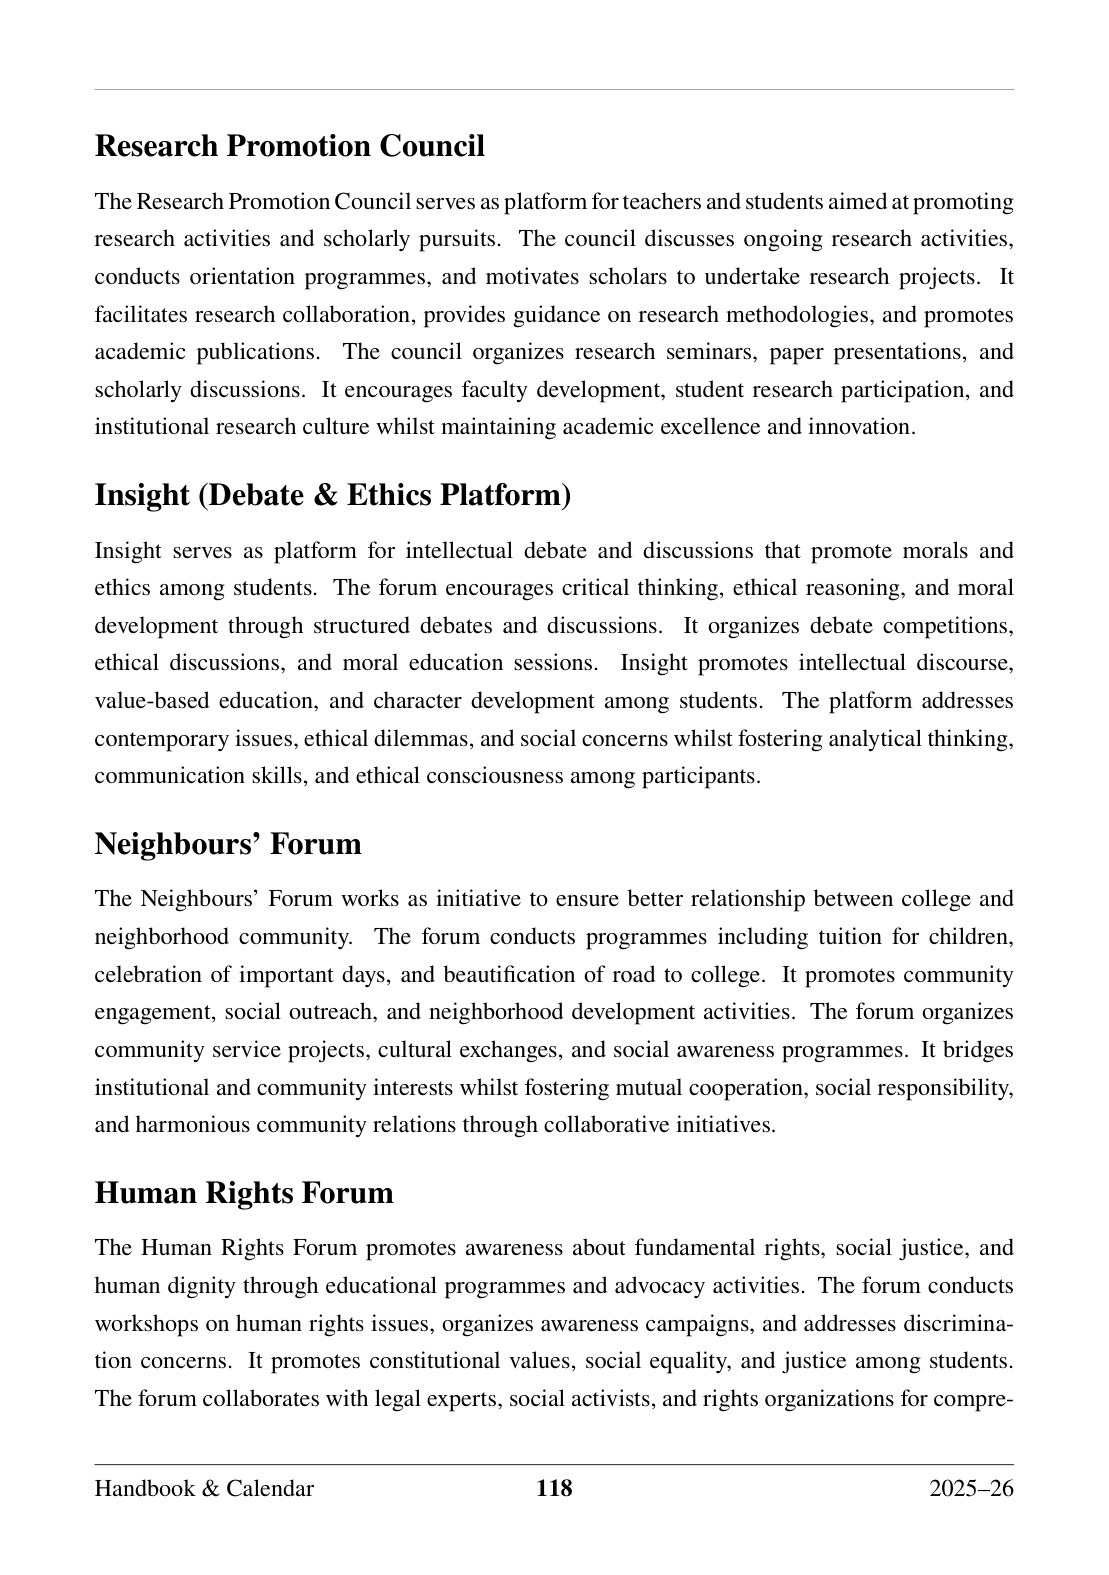 Research Promotion Council
The Research Promotion Council serves as platform for teachers and students aimed at promoting
research activities and scholarly pursuits. The council discusses ongoing research activities,
conducts orientation programmes, and motivates scholars to undertake research projects. It
facilitates research collaboration, provides guidance on research methodologies, and promotes
academic publications. The council organizes research seminars, paper presentations, and
scholarly discussions. It encourages faculty development, student research participation, and
institutional research culture whilst maintaining academic excellence and innovation.
Insight (Debate & Ethics Platform)
Insight serves as platform for intellectual debate and discussions that promote morals and
ethics among students. The forum encourages critical thinking, ethical reasoning, and moral
development through structured debates and discussions. It organizes debate competitions,
ethical discussions, and moral education sessions. Insight promotes intellectual discourse,
value-based education, and character development among students. The platform addresses
contemporary issues, ethical dilemmas, and social concerns whilst fostering analytical thinking,
communication skills, and ethical consciousness among participants.
Neighbours’ Forum
The Neighbours’ Forum works as initiative to ensure better relationship between college and
neighborhood community. The forum conducts programmes including tuition for children,
celebration of important days, and beautification of road to college. It promotes community
engagement, social outreach, and neighborhood development activities. The forum organizes
community service projects, cultural exchanges, and social awareness programmes. It bridges
institutional and community interests whilst fostering mutual cooperation, social responsibility,
and harmonious community relations through collaborative initiatives.
Human Rights Forum
The Human Rights Forum promotes awareness about fundamental rights, social justice, and
human dignity through educational programmes and advocacy activities. The forum conducts
workshops on human rights issues, organizes awareness campaigns, and addresses discrimina-
tion concerns. It promotes constitutional values, social equality, and justice among students.
The forum collaborates with legal experts, social activists, and rights organizations for compre-
Handbook & Calendar 118 2025–26